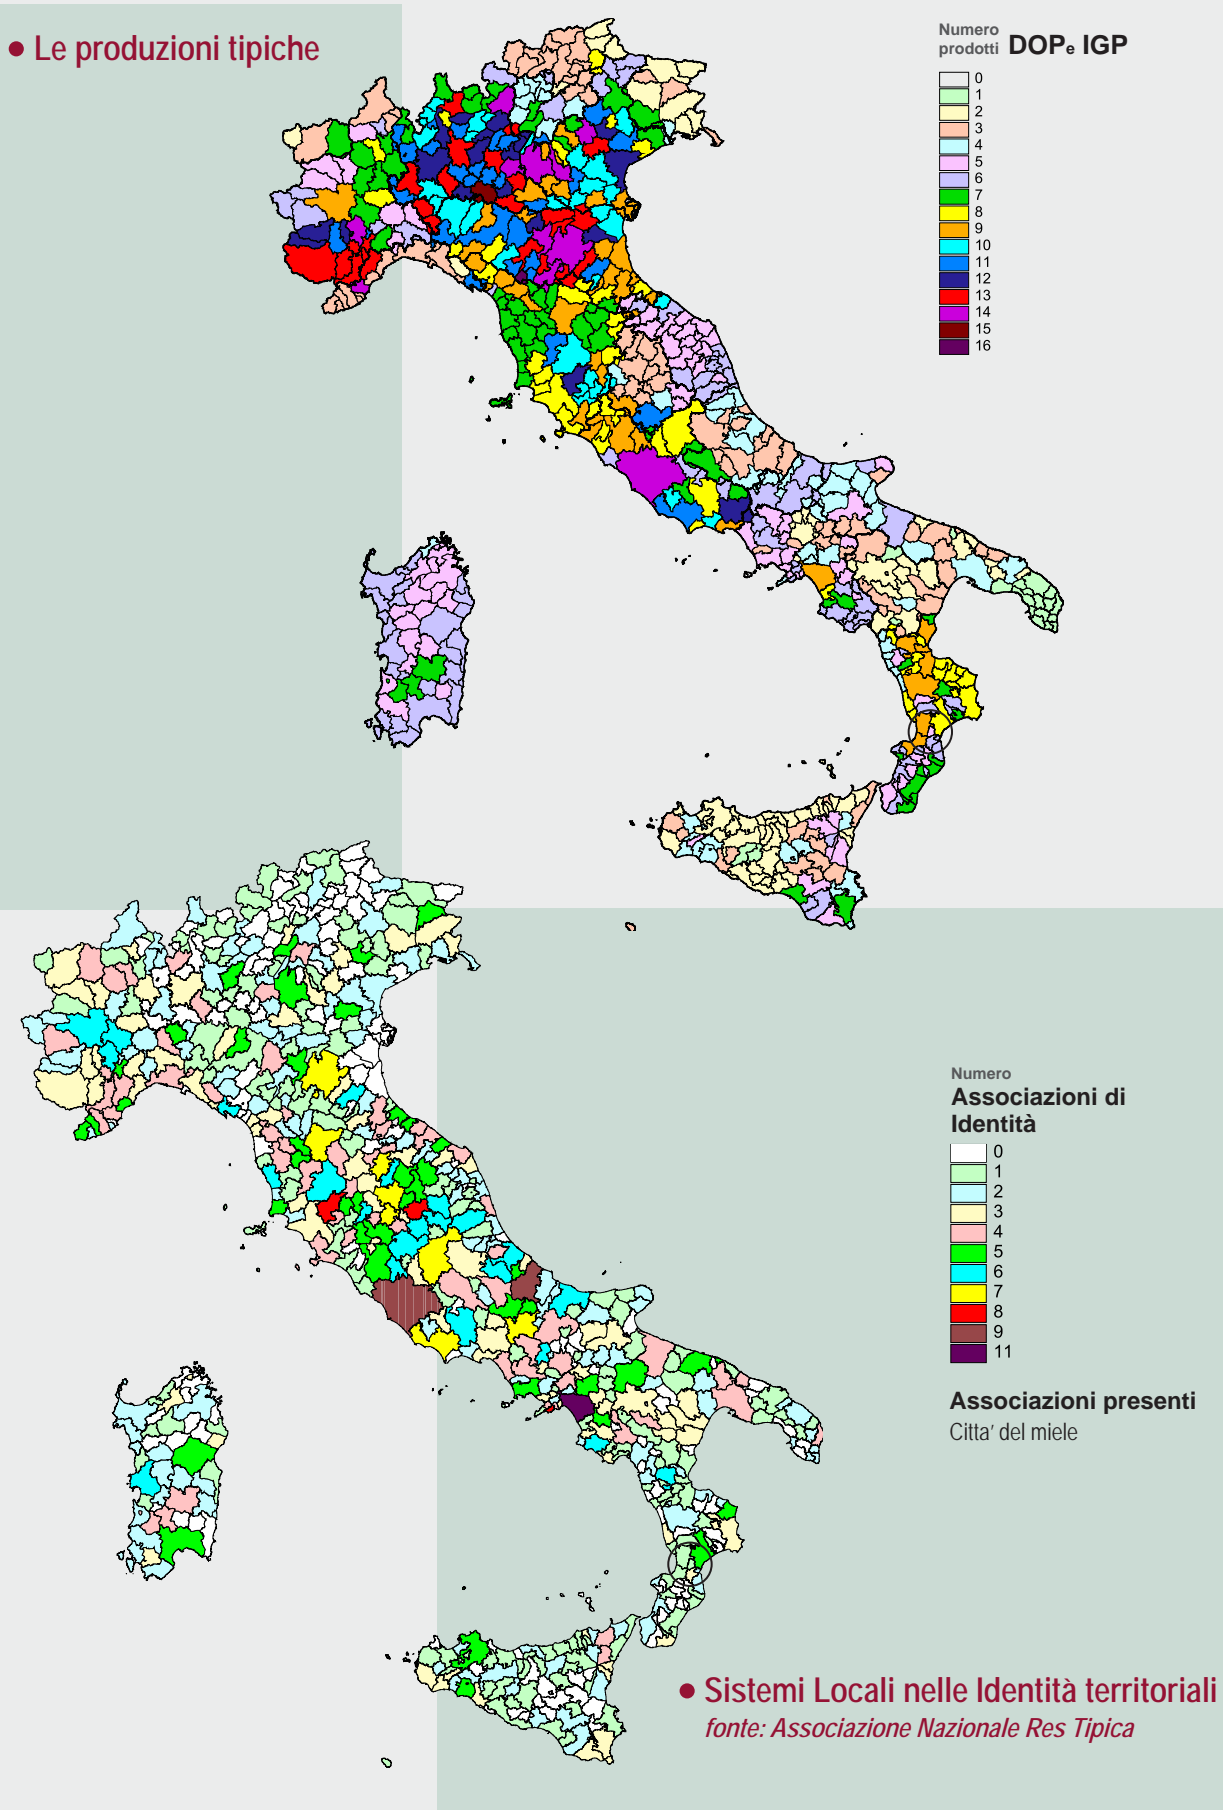 • Le produzioni tipiche
Numero
prodotti DOPe IGP
0
1
2
3
4
5
6
7
8
9
10
11
12
13
14
15
16
Numero
Associazioni di
Identità
0
1
2
3
4
5
6
7
8
9
11
Associazioni presenti
Citta' del miele
• Sistemi Locali nelle Identità territoriali
fonte: Associazione Nazionale Res Tipica